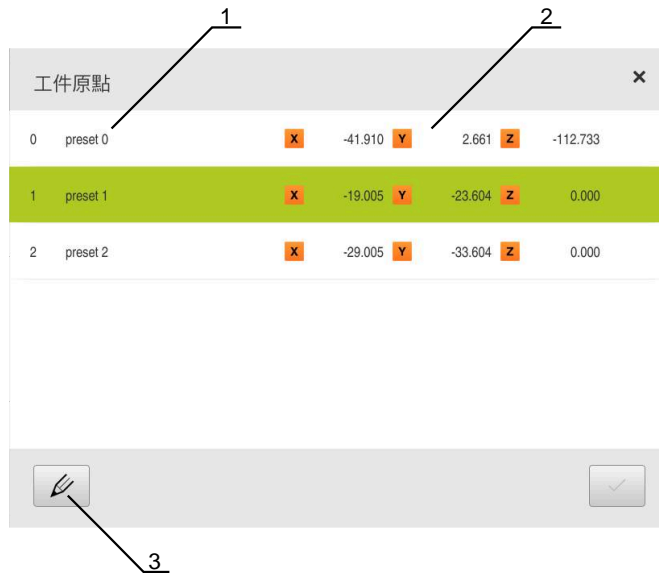 1 2
工件原點 ×
0 preset 0 X -41.910 Y 2.661 Z -112.733
1 preset 1 X -19.005 Y -23.604 Z 0.000
2 preset 2 X -29.005 Y -33.604 Z 0.000
3